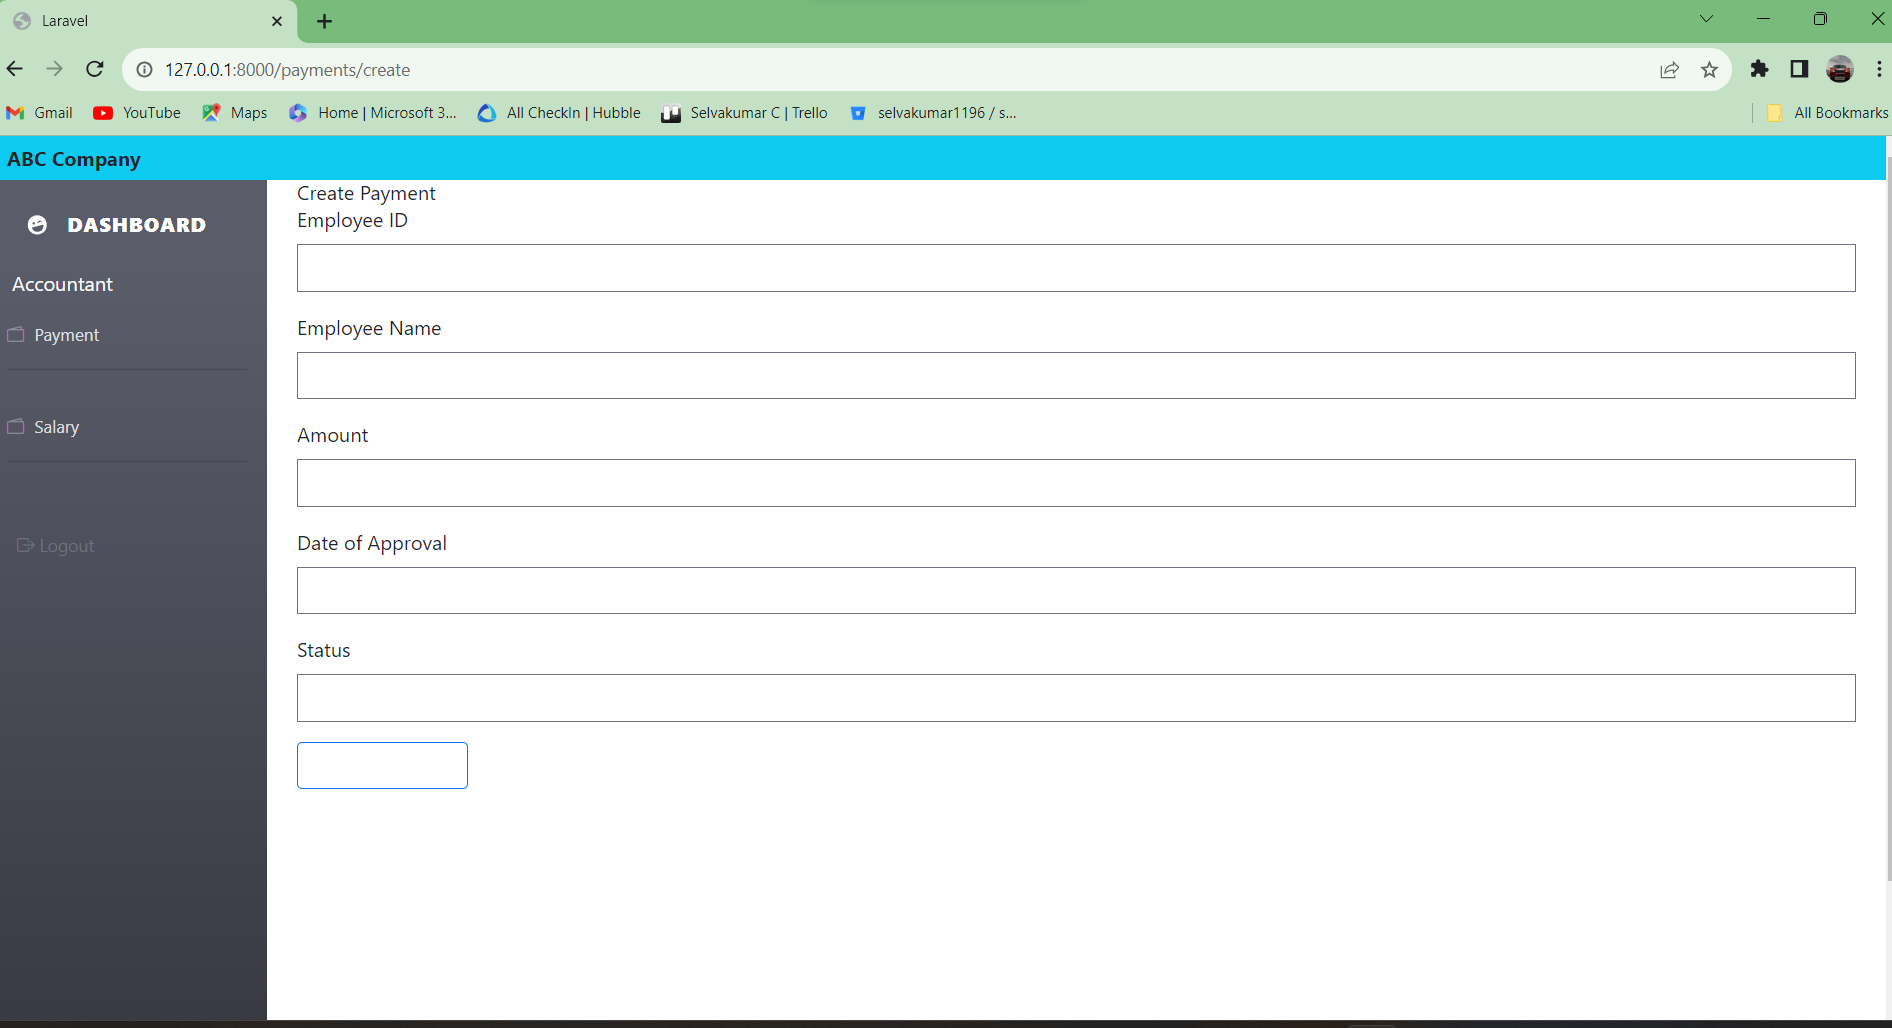 Laravel
127.0.0.1:8000/payments/create
Gmail YouTube Maps Home | Microsoft 3... All CheckIn | Hubble Selvakumar C | Trello selvakumar1196 / s... All Bookmarks
ABC Company
Create Payment
Employee ID
DASHBOARD
Accountant
Employee Name
Payment
Salary
Amount
Logout
Date of Approval
Status